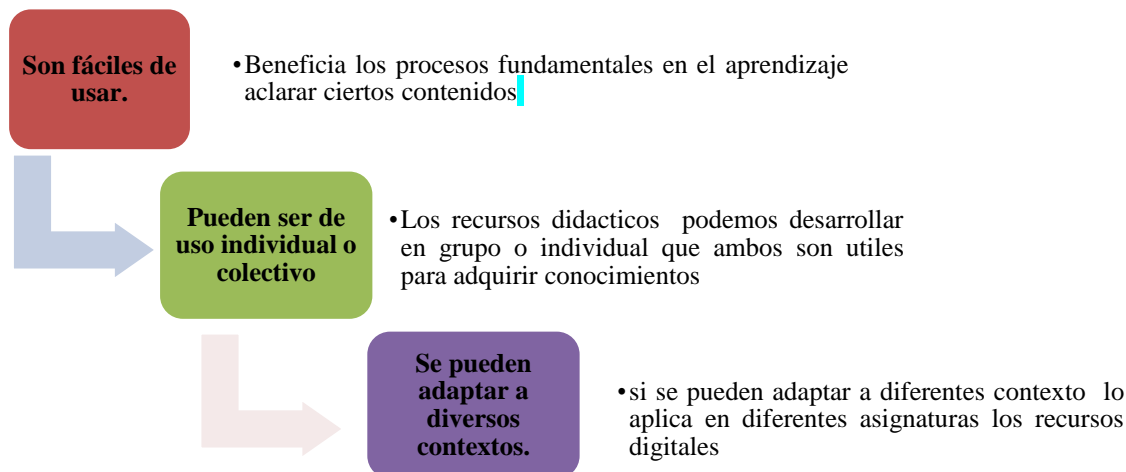 Son fáciles de
usar.
•Beneficia los procesos fundamentales en el aprendizaje
aclarar ciertos contenidos
Pueden ser de
uso individual o
colectivo
•Los recursos didacticos podemos desarrollar
en grupo o individual que ambos son utiles
para adquirir conocimientos
Se pueden
adaptar a
diversos
contextos.
•si se pueden adaptar a diferentes contexto lo
aplica en diferentes asignaturas los recursos
digitales